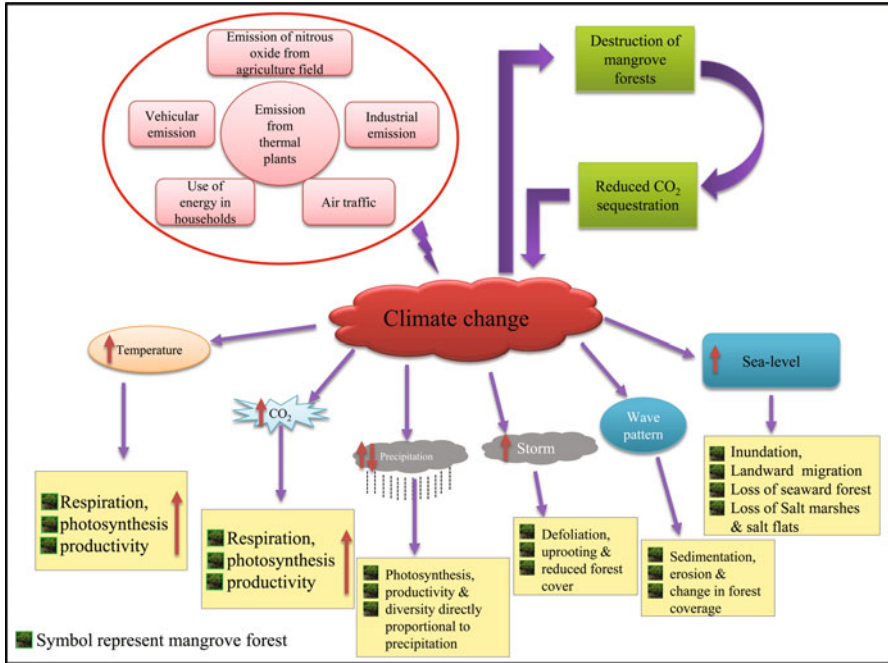 Emission of nitrous
oxide from
agriculture field
Vehicular
emission
Emission
from
thermal
plants
Industrial
emission
Use of
energy in
households
Air traffic
Destruction of
mangrove
forests
Reduced CO₂
sequestration
Climate change
Temperature
CO₂
Precipitation
Storm
Wave
pattern
Sea-level
Respiration,
photosynthesis
productivity
Respiration,
photosynthesis
productivity
Photosynthesis,
productivity &
diversity directly
proportional to
precipitation
Defoliation,
uprooting &
reduced forest
cover
Sedimentation,
erosion &
change in forest
coverage
Inundation,
Landward migration
Loss of seaward forest
Loss of Salt marshes
& salt flats
Symbol represent mangrove forest